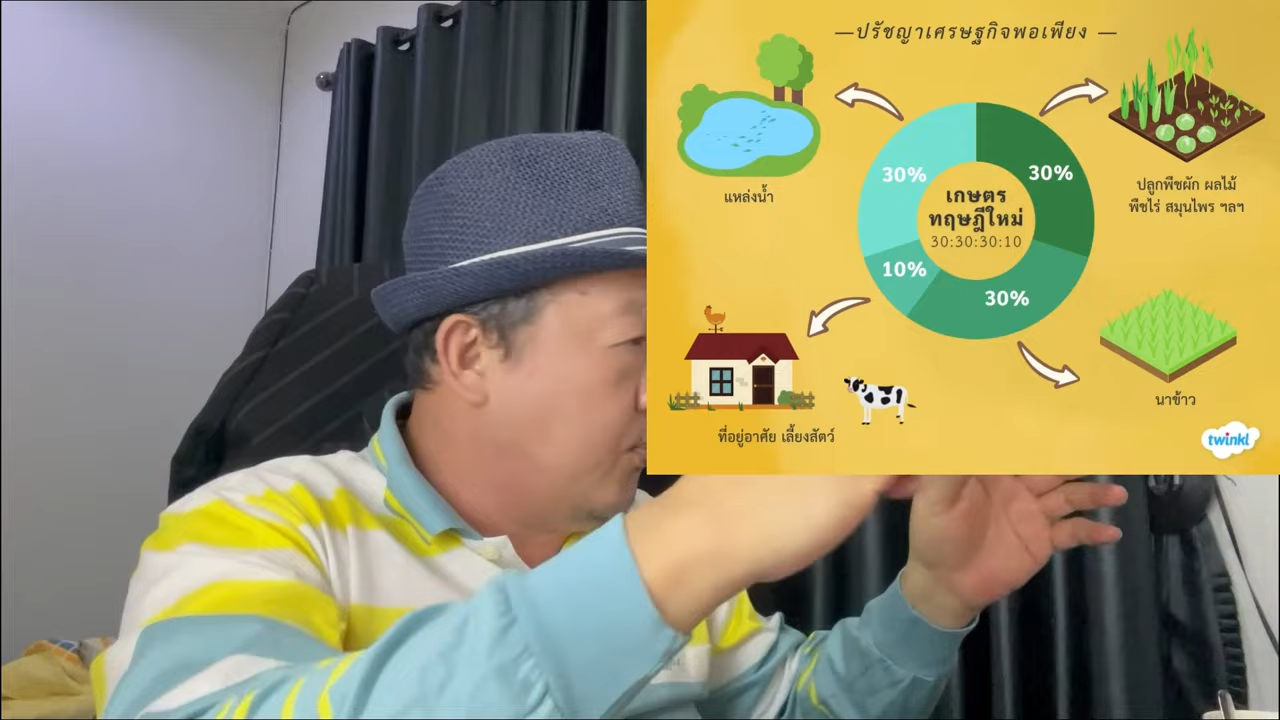 —ปรัชญาเศรษฐกิจพอเพียง —
30%
30%
เกษตร
ทฤษฎีใหม่
30:30:30:10
10%
30%
แหล่งน้ำ
ปลูกพืชผัก ผลไม้
พืชไร่ สมุนไพร ฯลฯ
ที่อยู่อาศัย เลี้ยงสัตว์
นาข้าว
twinkl